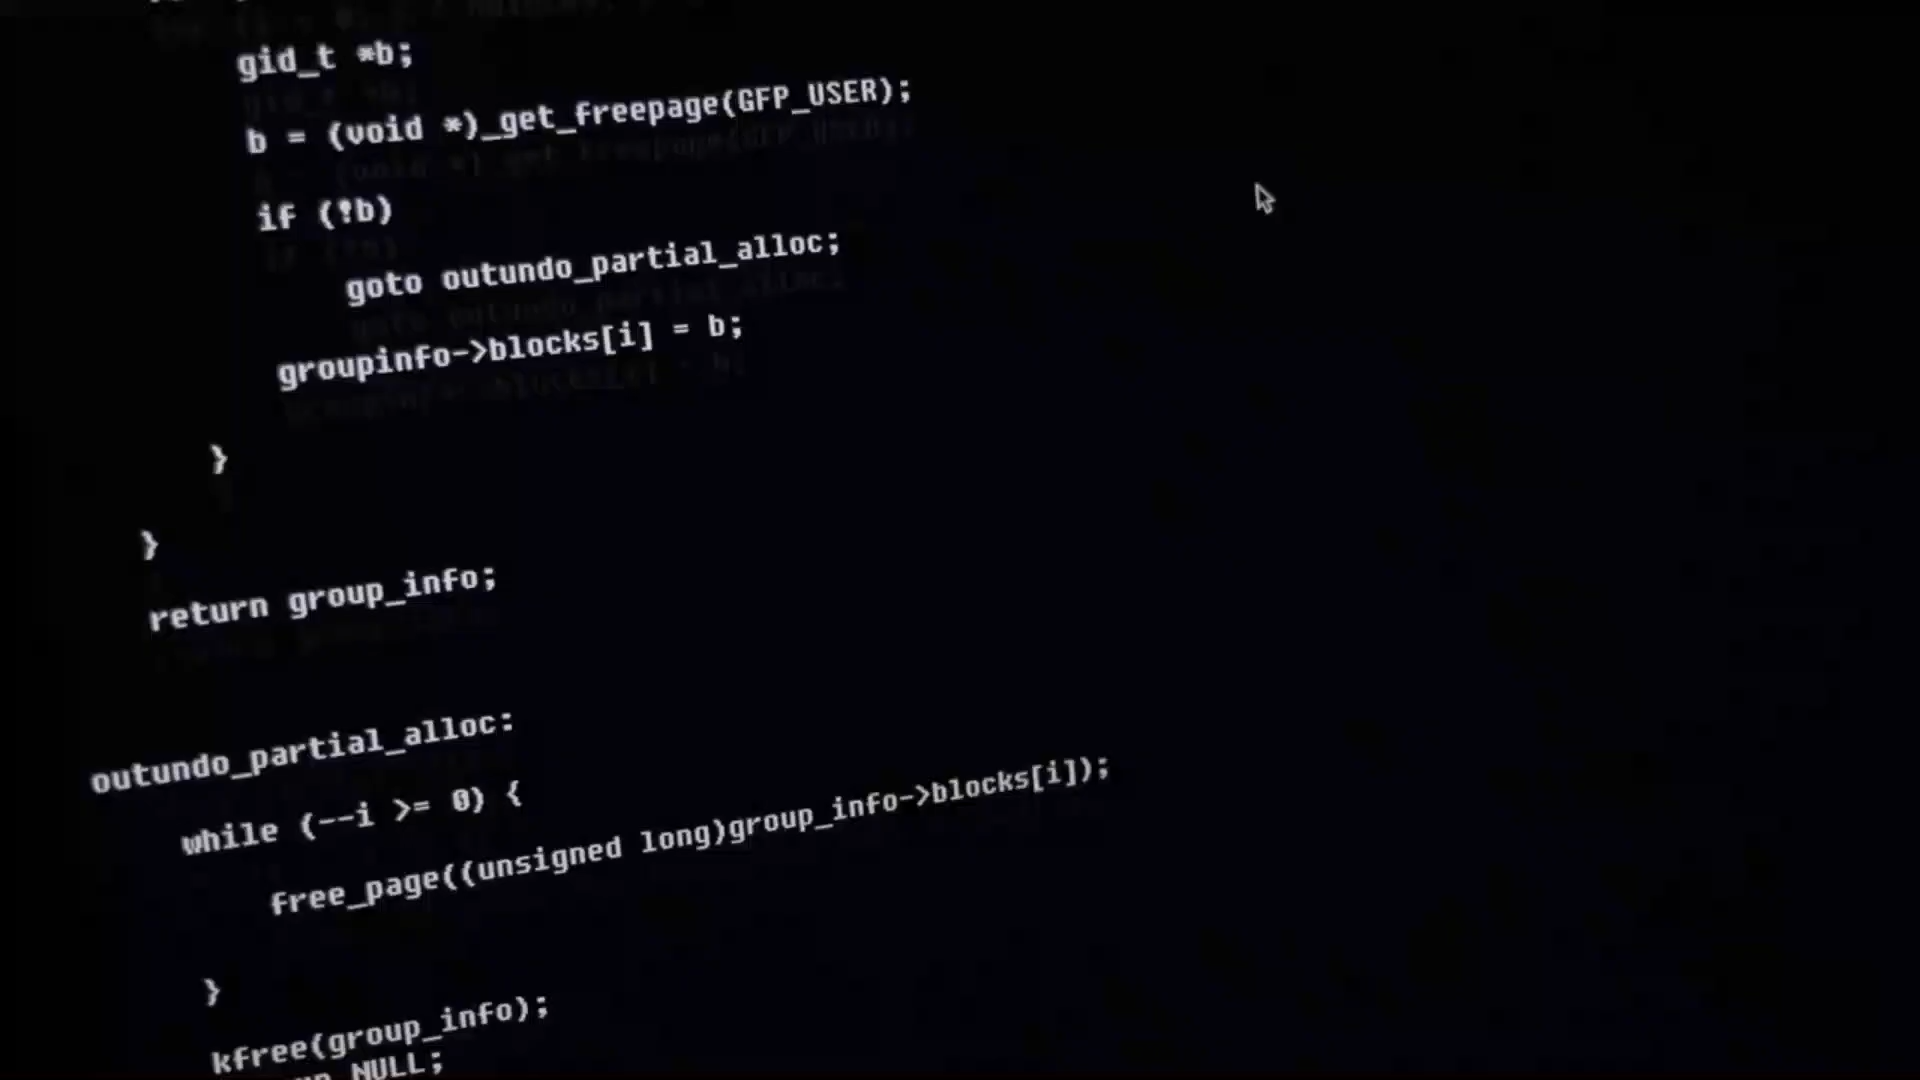 gid_t *b;
b = (void *)_get_freepage(GFP_USER);
if (!b)
goto outundo_partial_alloc;
groupinfo->blocks[i] = b;
}
}
return group_info;
outundo_partial_alloc:
while (--i >= 0) {
free_page((unsigned long)group_info->blocks[i]);
}
kfree(group_info);
NULL;